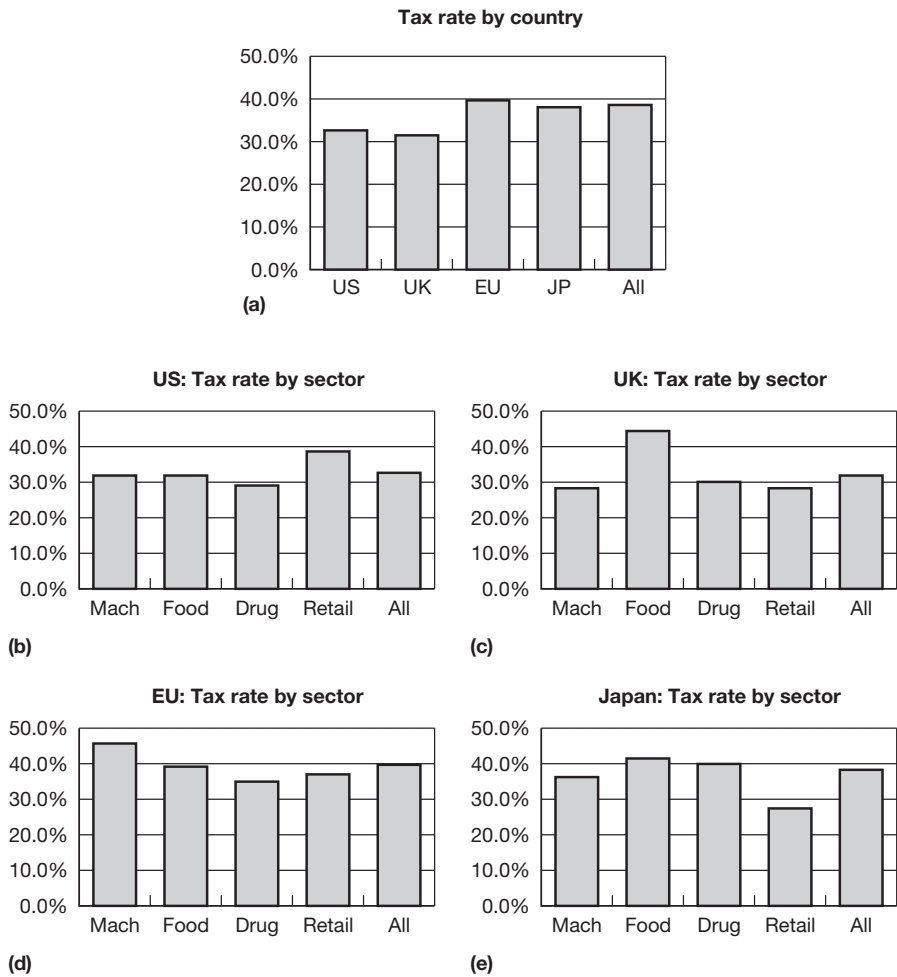 Tax rate by country
50.0%
40.0%
30.0%
20.0%
10.0%
0.0%
US UK EU JP All
(a)
US: Tax rate by sector
50.0%
40.0%
30.0%
20.0%
10.0%
0.0%
Mach Food Drug Retail All
(b)
UK: Tax rate by sector
50.0%
40.0%
30.0%
20.0%
10.0%
0.0%
Mach Food Drug Retail All
(c)
EU: Tax rate by sector
50.0%
40.0%
30.0%
20.0%
10.0%
0.0%
Mach Food Drug Retail All
(d)
Japan: Tax rate by sector
50.0%
40.0%
30.0%
20.0%
10.0%
0.0%
Mach Food Drug Retail All
(e)